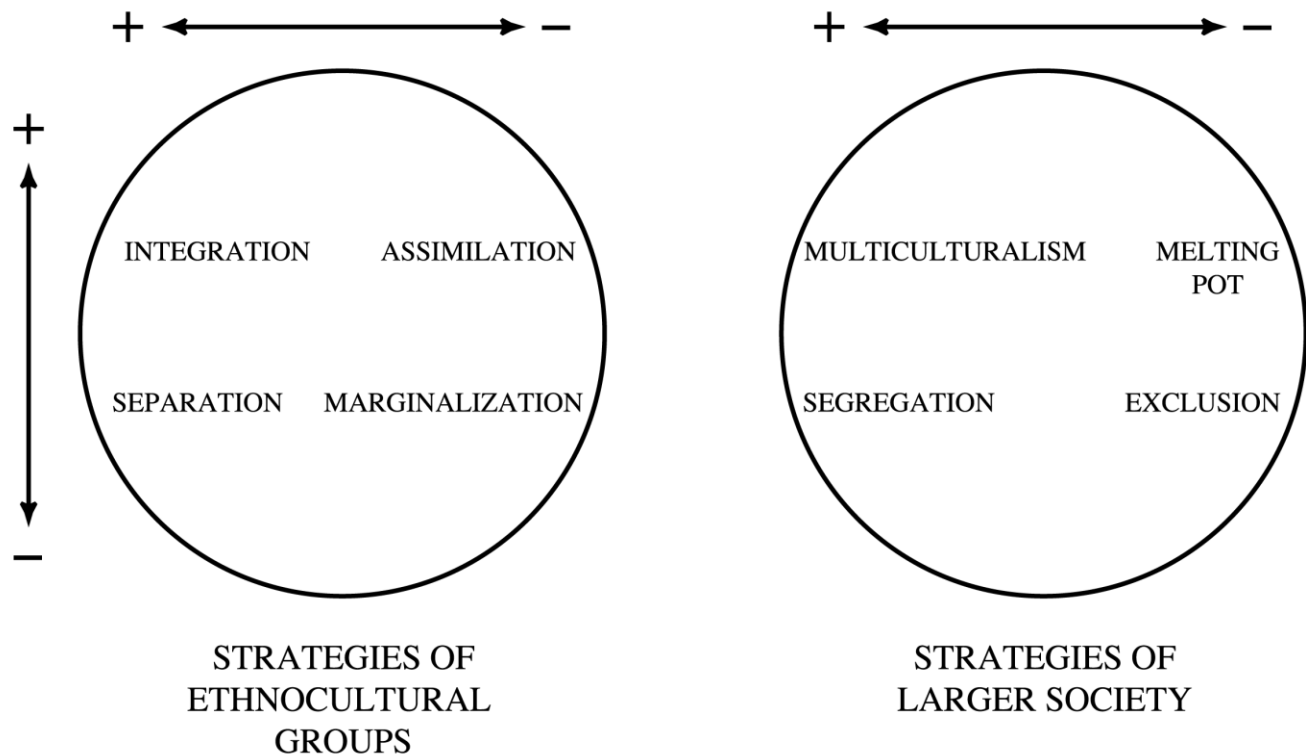 + − + −
+
INTEGRATION ASSIMILATION MULTICULTURALISM MELTING
POT
SEPARATION MARGINALIZATION SEGREGATION EXCLUSION
−
STRATEGIES OF
ETHNOCULTURAL
GROUPS
STRATEGIES OF
LARGER SOCIETY